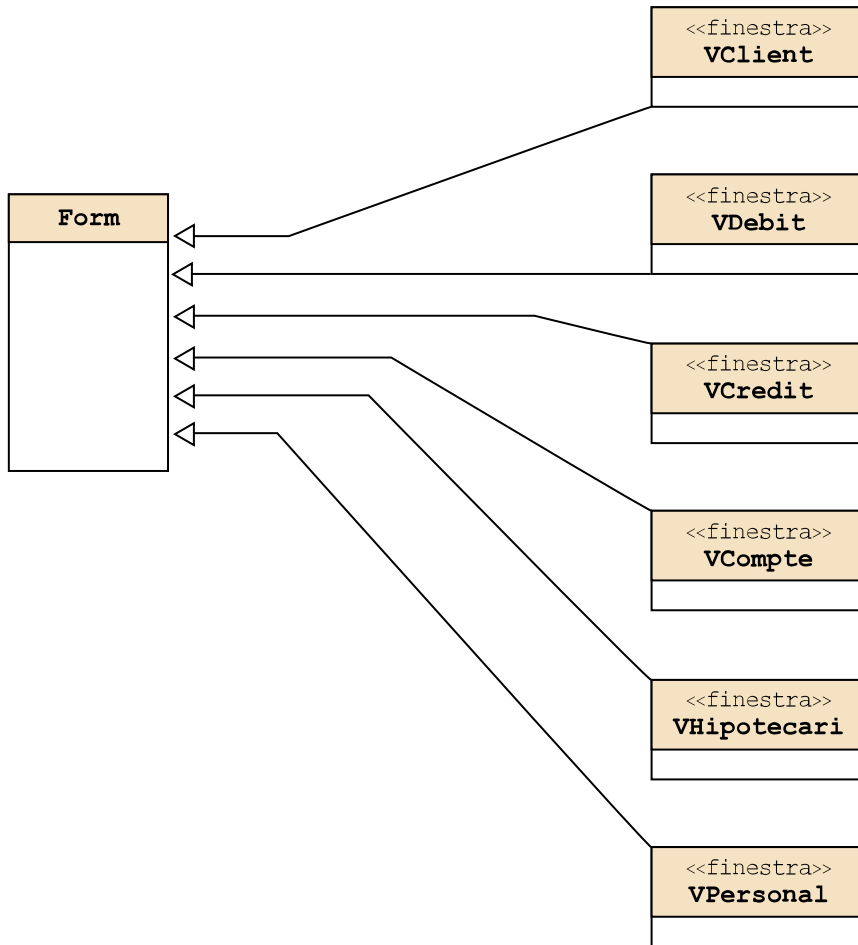 <<finestra>>
VClient
<<finestra>>
VDebit
Form
<<finestra>>
VCredit
<<finestra>>
VCompte
<<finestra>>
VHipotecari
<<finestra>>
VPersonal